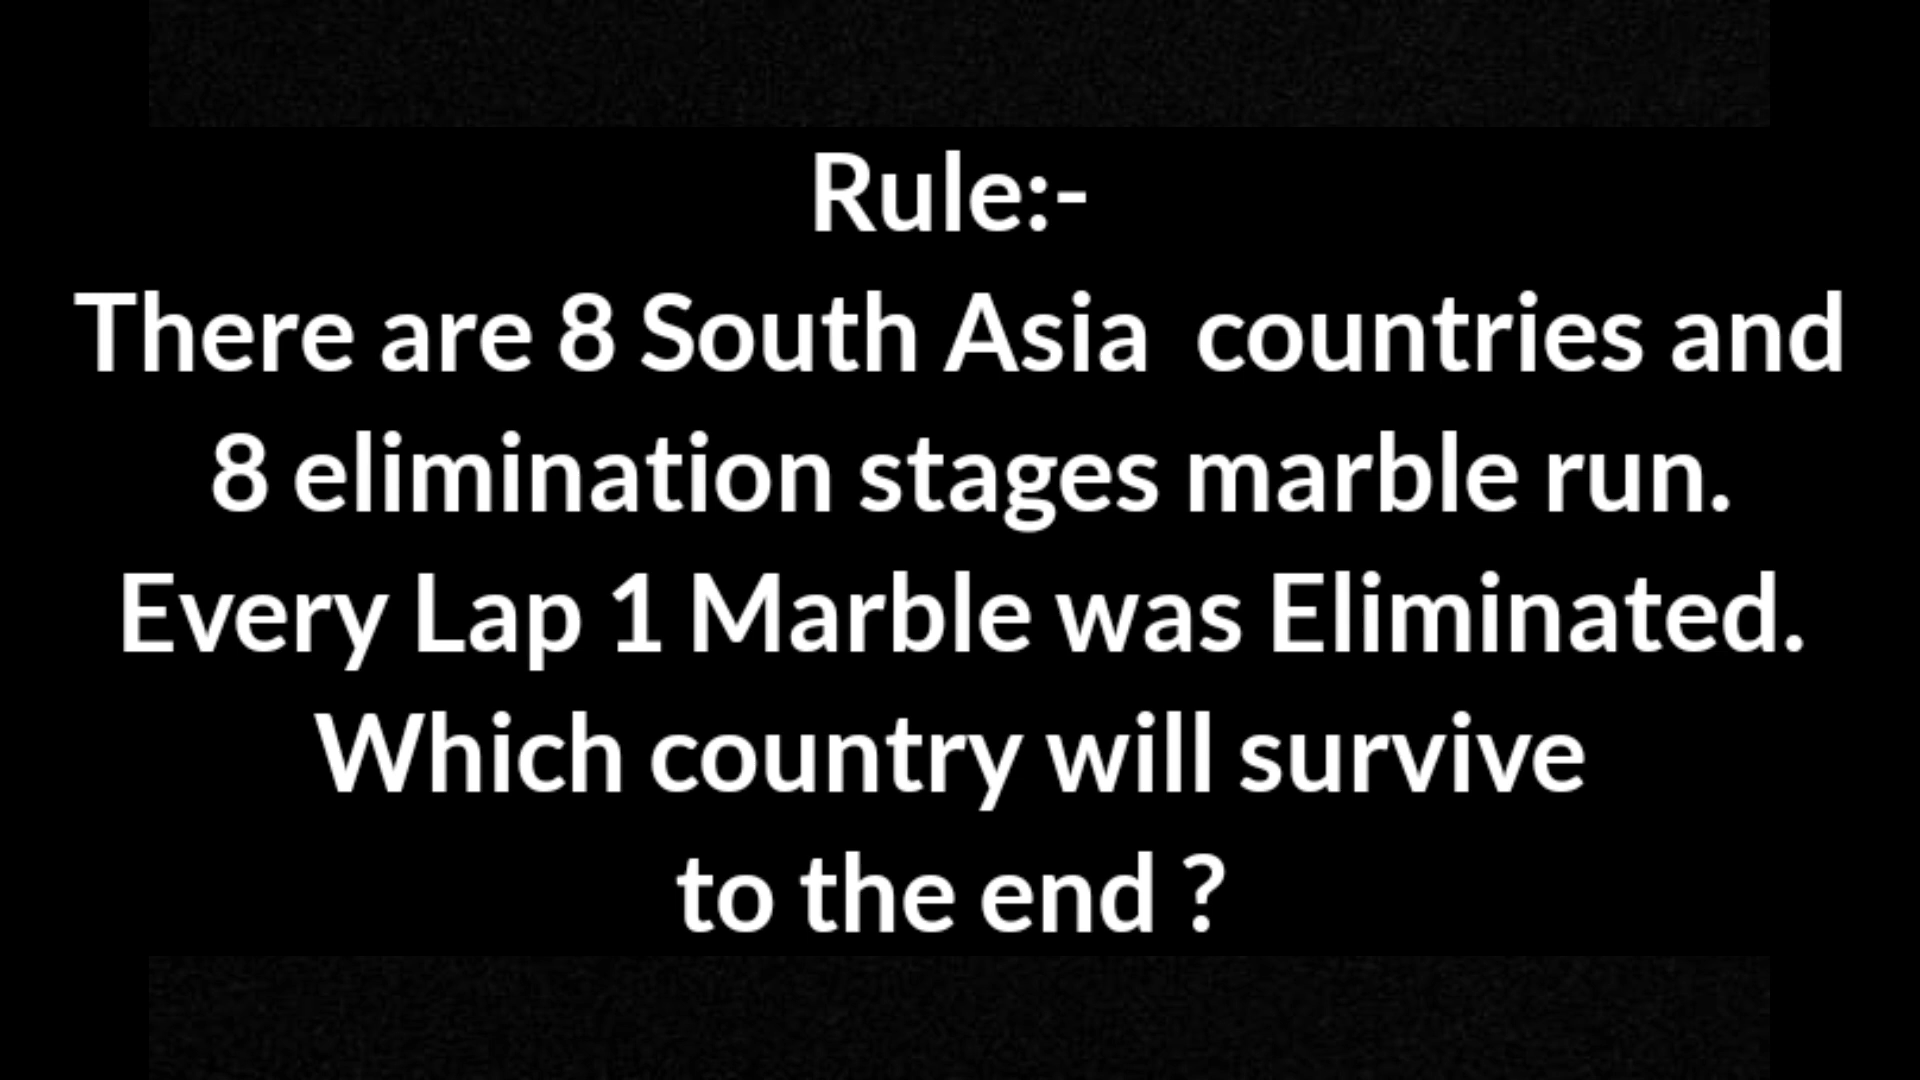 Rule:-
There are 8 South Asia  countries and
8 elimination stages marble run.
Every Lap 1 Marble was Eliminated.
Which country will survive
to the end ?